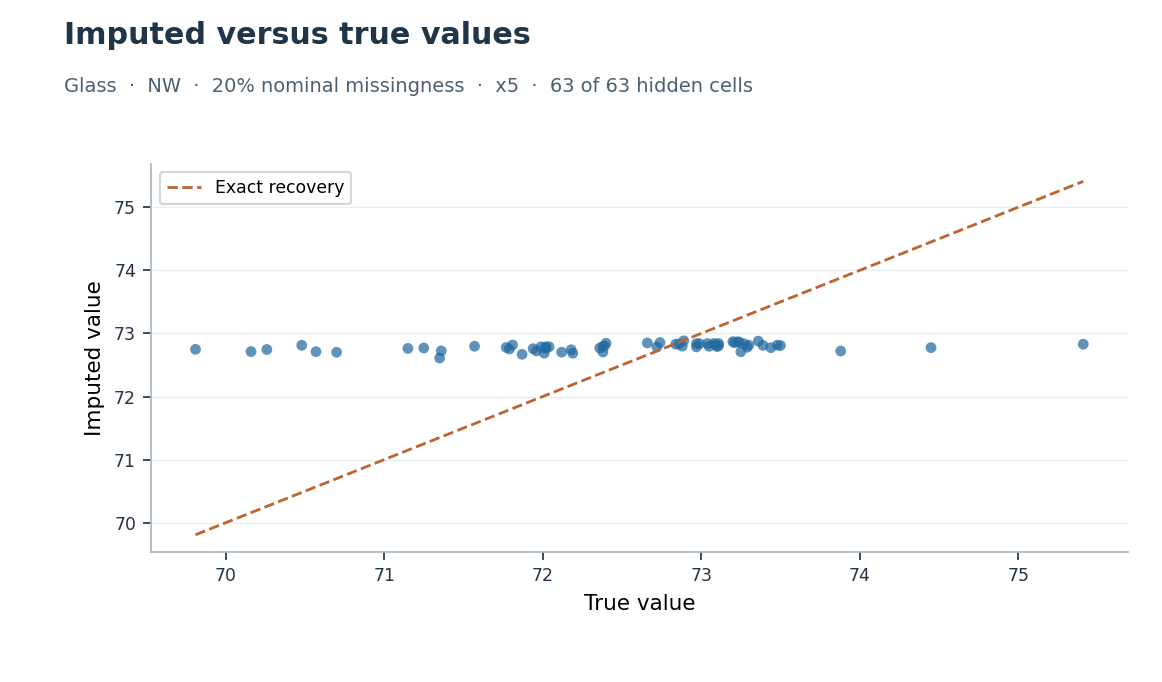 Imputed versus true values
Glass · NW · 20% nominal missingness · x5 · 63 of 63 hidden cells
Exact recovery
75
74
73
72
71
70
Imputed value
70 71 72 73 74 75
True value